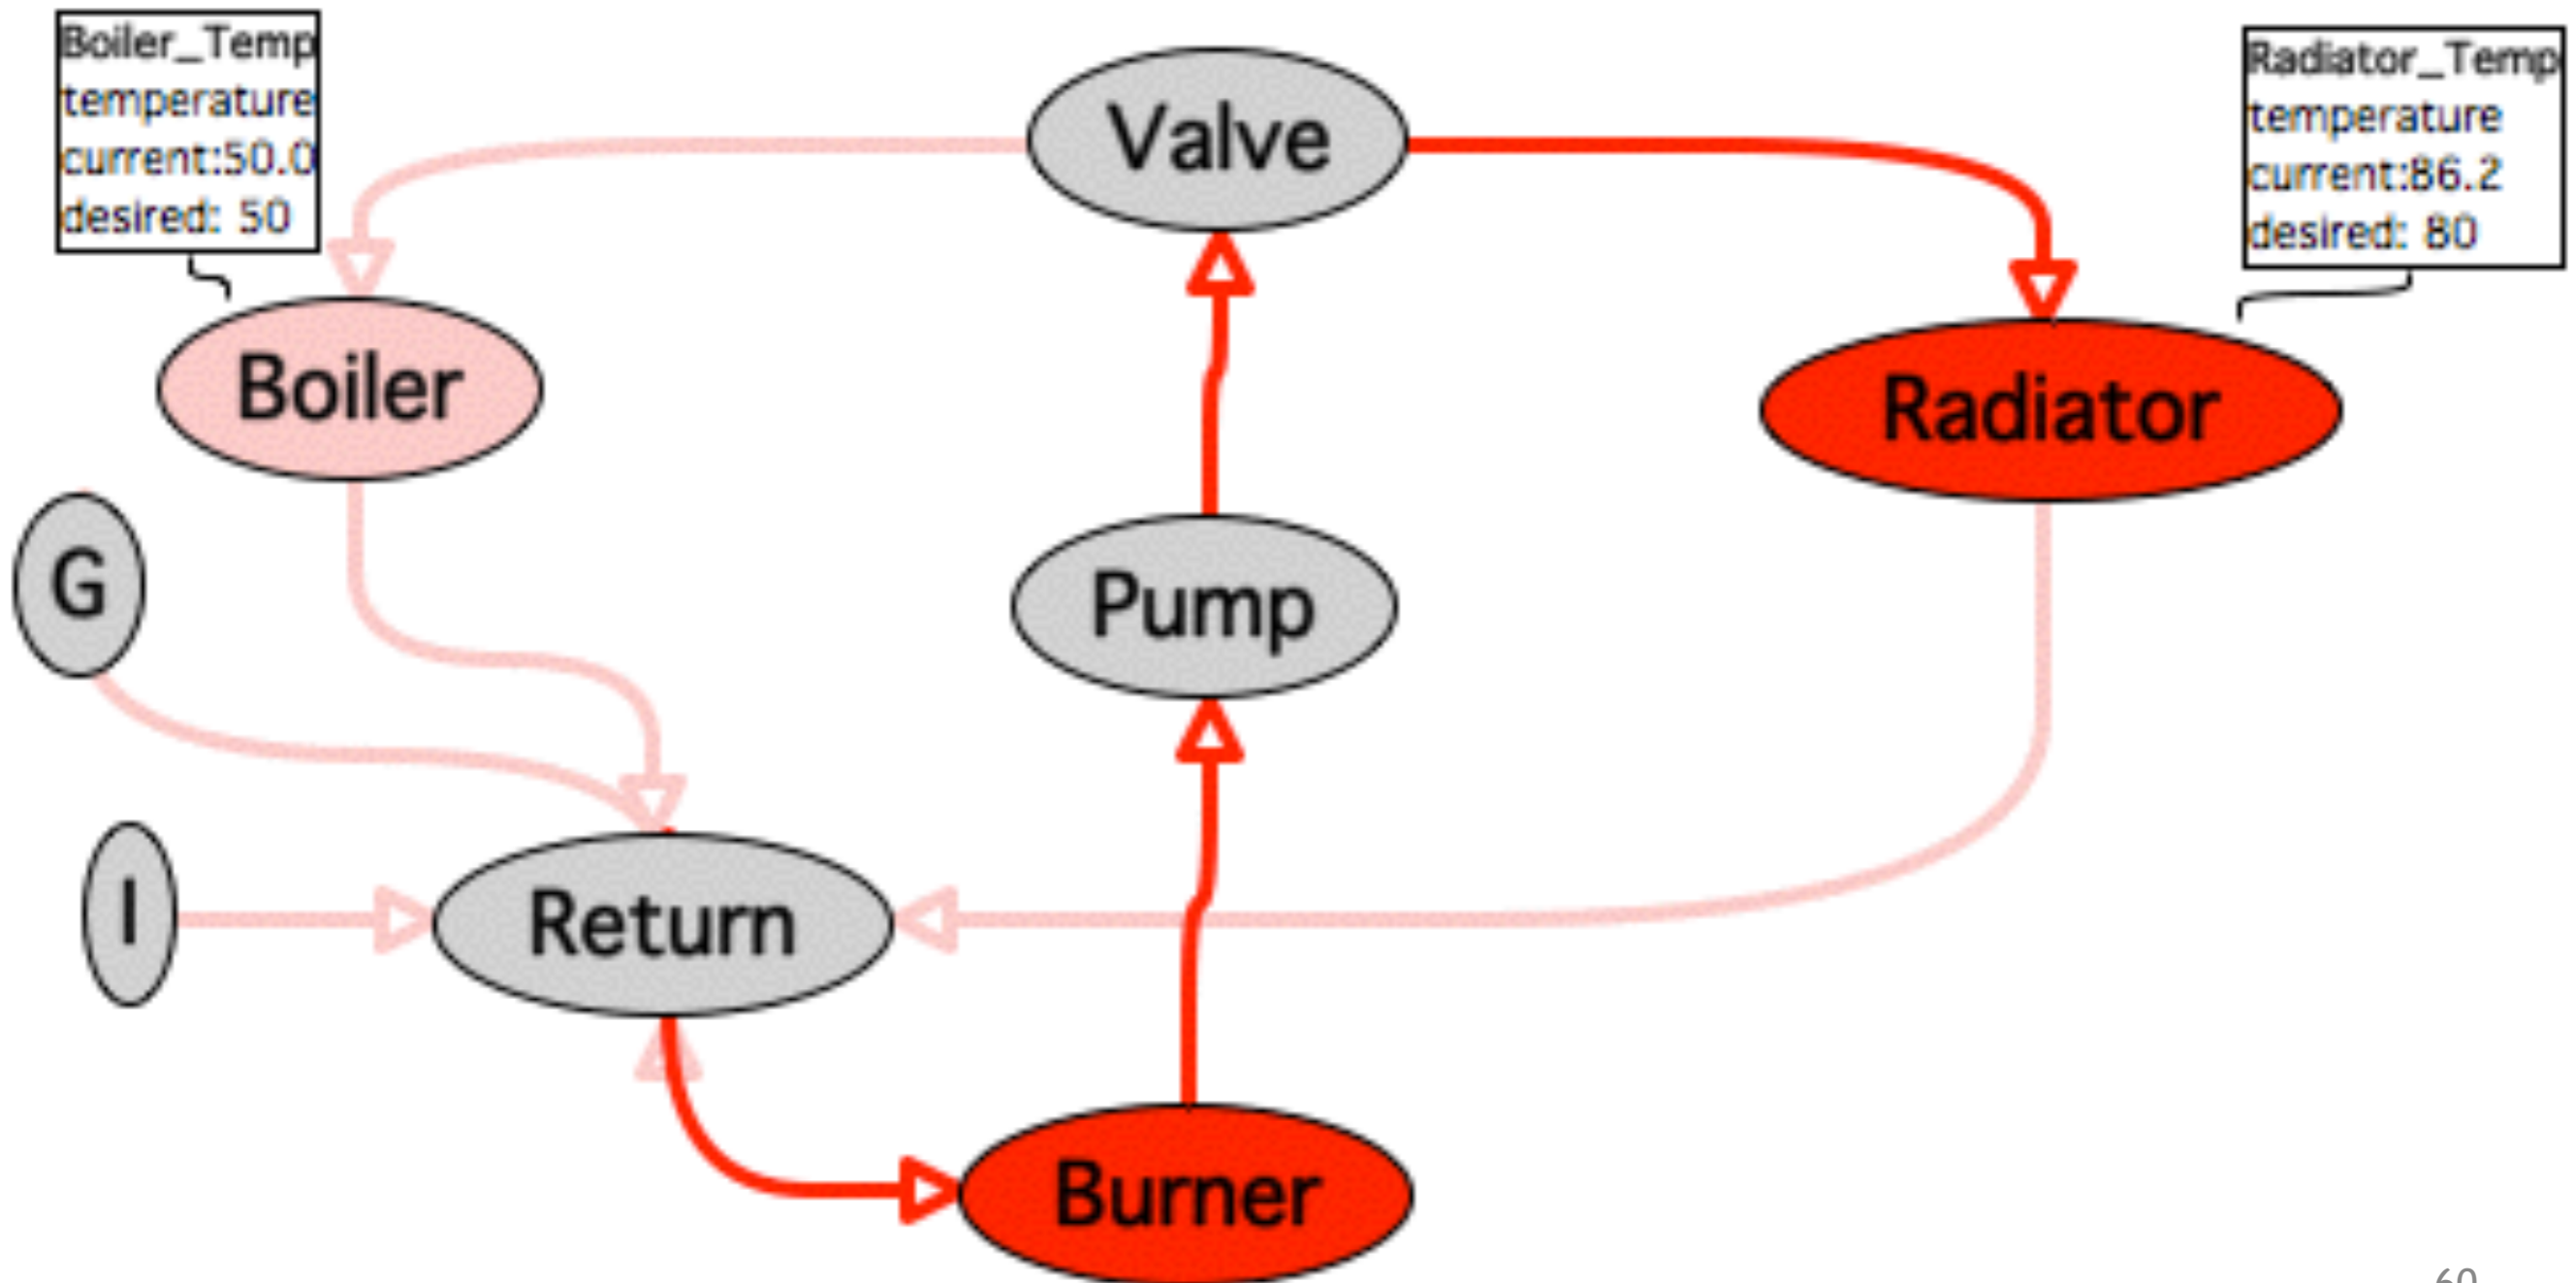 Boiler_Temp
temperature
current:50.0
desired: 50
Valve
Radiator_Temp
temperature
current:86.2
desired: 80
Boiler
Radiator
G
Pump
I
Return
Burner
60